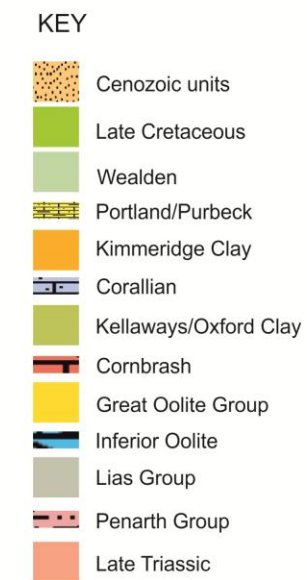 KEY
Cenozoic units
Late Cretaceous
Wealden
Portland/Purbeck
Kimmeridge Clay
Corallian
Kellaways/Oxford Clay
Cornbrash
Great Oolite Group
Inferior Oolite
Lias Group
Penarth Group
Late Triassic